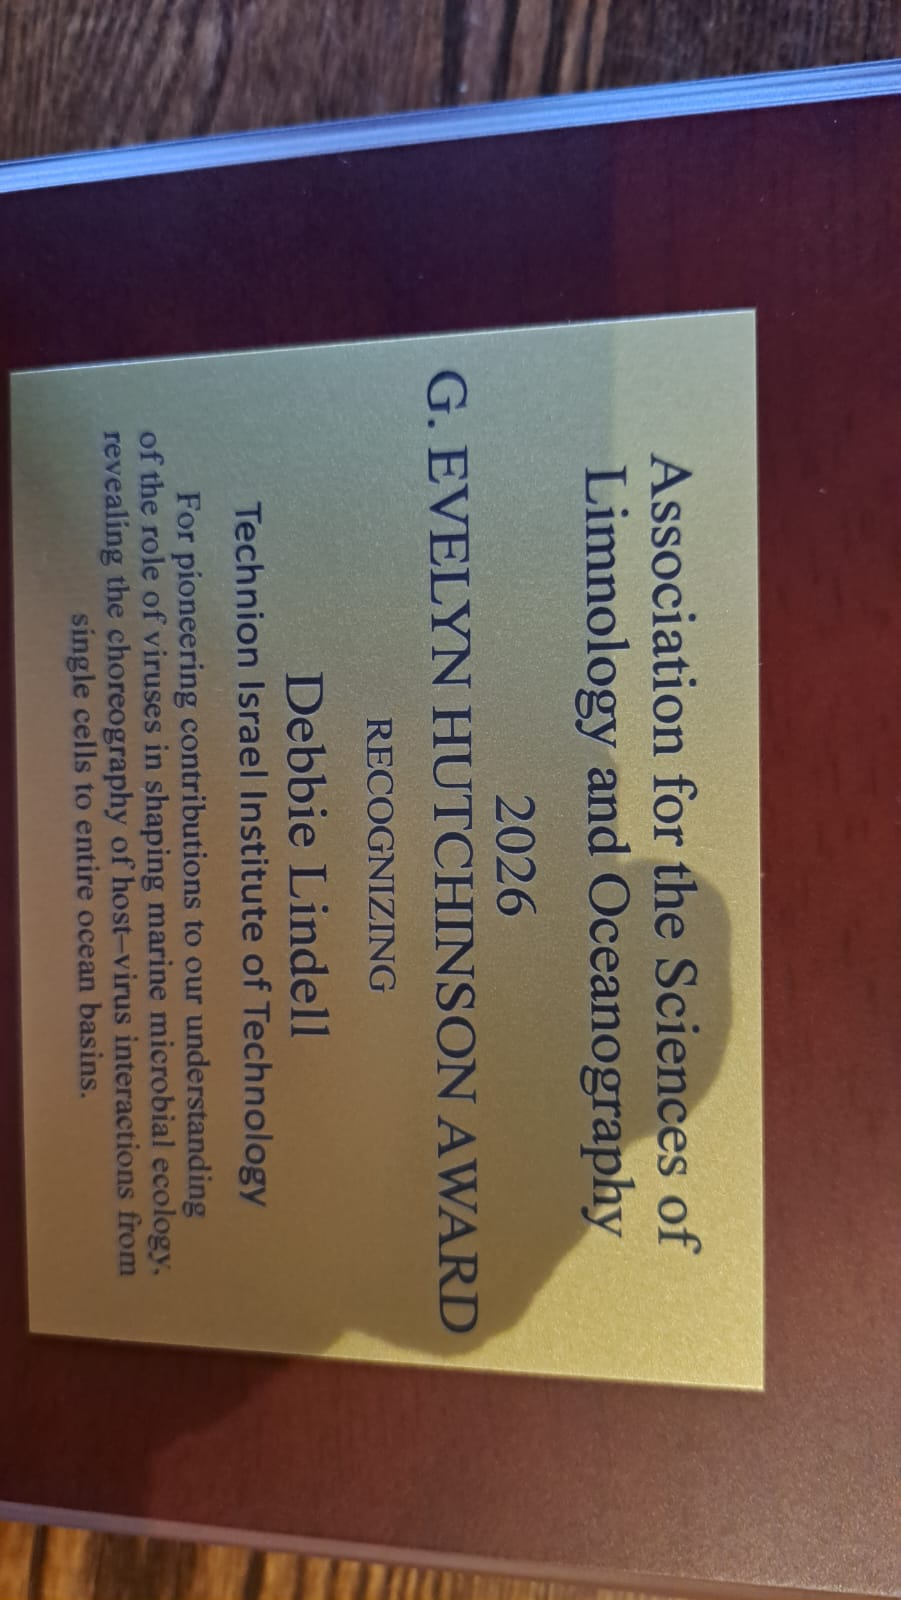 Association for the Sciences of
Limnology and Oceanography
2026
G. EVELYN HUTCHINSON AWARD
RECOGNIZING
Debbie Lindell
Technion Israel Institute of Technology
For pioneering contributions to our understanding
of the role of viruses in shaping marine microbial ecology,
revealing the choreography of host–virus interactions from
single cells to entire ocean basins.